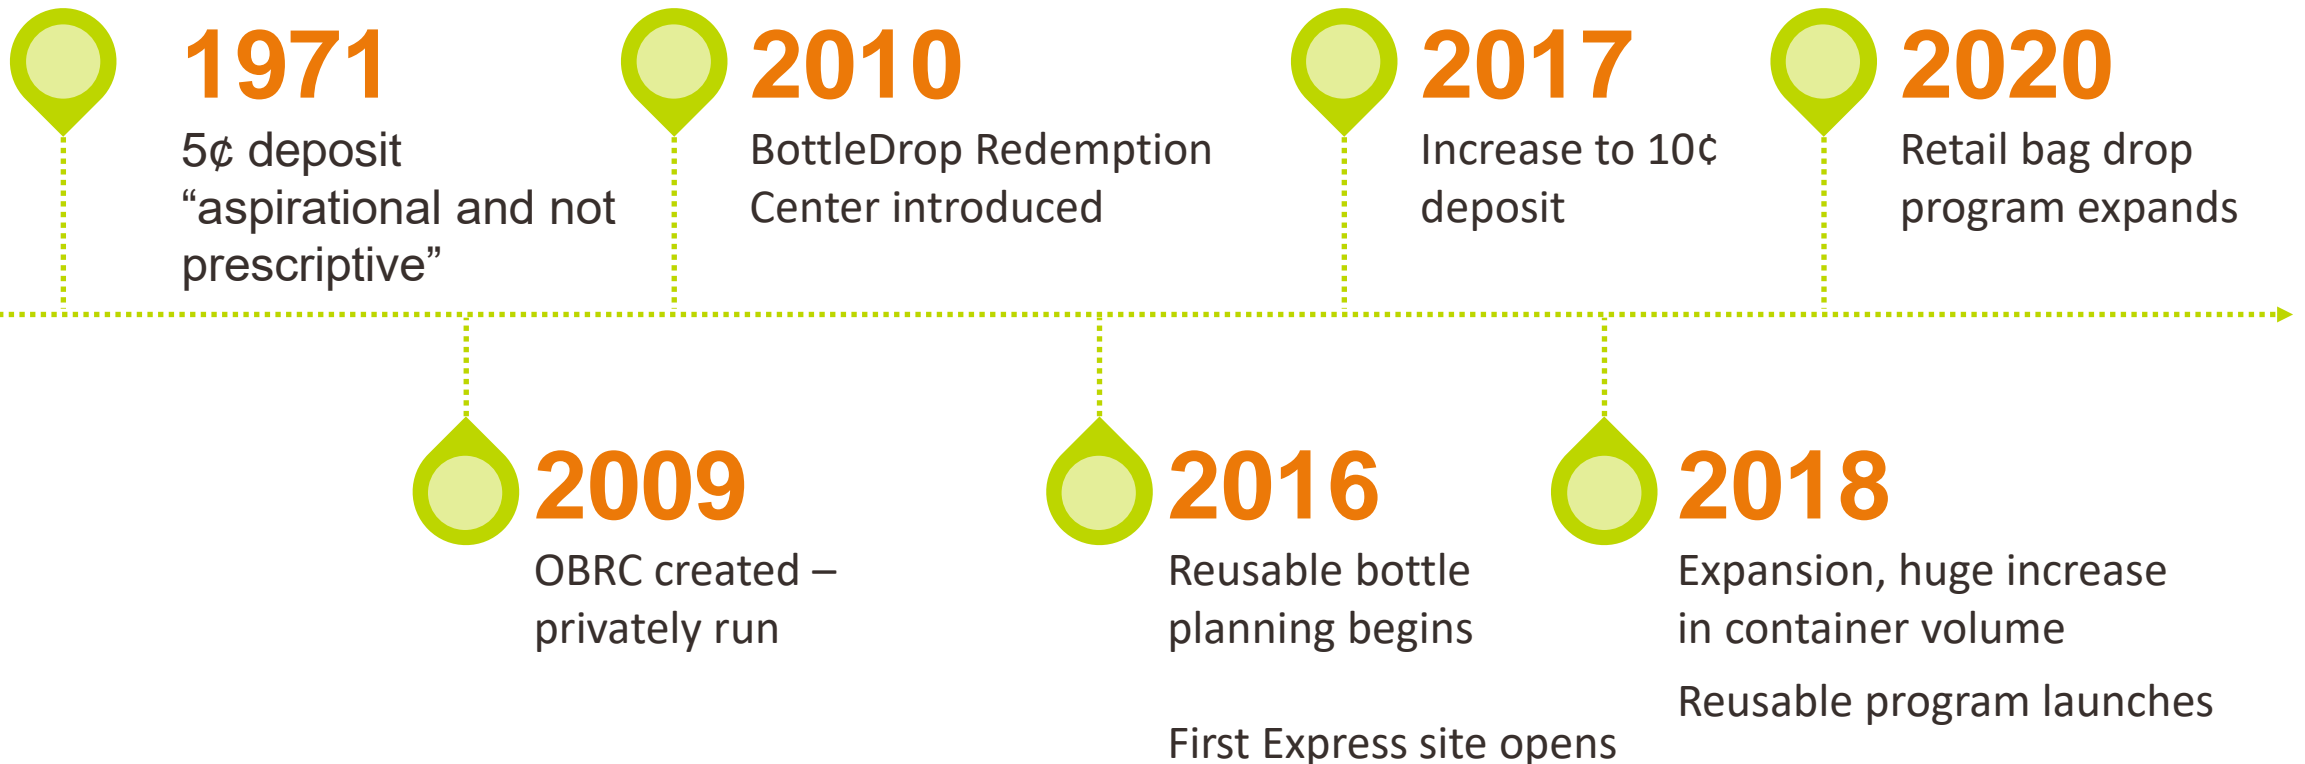 1971
5¢ deposit
“aspirational and not
prescriptive”
2010
BottleDrop Redemption
Center introduced
2017
Increase to 10¢
deposit
2020
Retail bag drop
program expands
2009
OBRC created –
privately run
2016
Reusable bottle
planning begins
First Express site opens
2018
Expansion, huge increase
in container volume
Reusable program launches